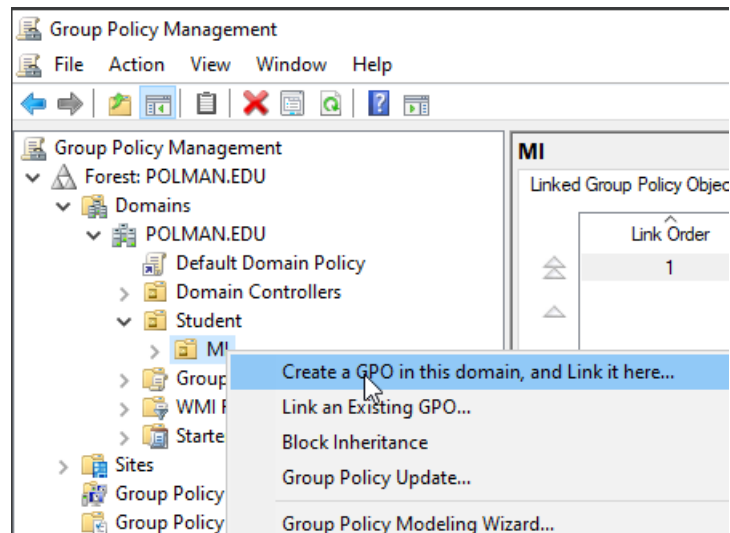 Group Policy Management
File Action View Window Help
Group Policy Management
Forest: POLMAN.EDU
Domains
POLMAN.EDU
Default Domain Policy
Domain Controllers
Student
MI
Group
WMI
Starte
Sites
Group Policy
Group Policy
MI
Linked Group Policy Objec
Link Order
1
Create a GPO in this domain, and Link it here...
Link an Existing GPO...
Block Inheritance
Group Policy Update...
Group Policy Modeling Wizard...